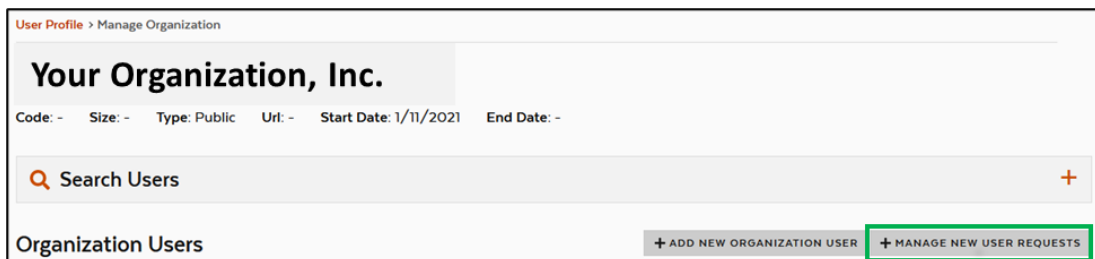 User Profile > Manage Organization
Your Organization, Inc.
Code: - Size: - Type: Public Url: - Start Date: 1/11/2021 End Date: -
Search Users +
Organization Users + ADD NEW ORGANIZATION USER + MANAGE NEW USER REQUESTS